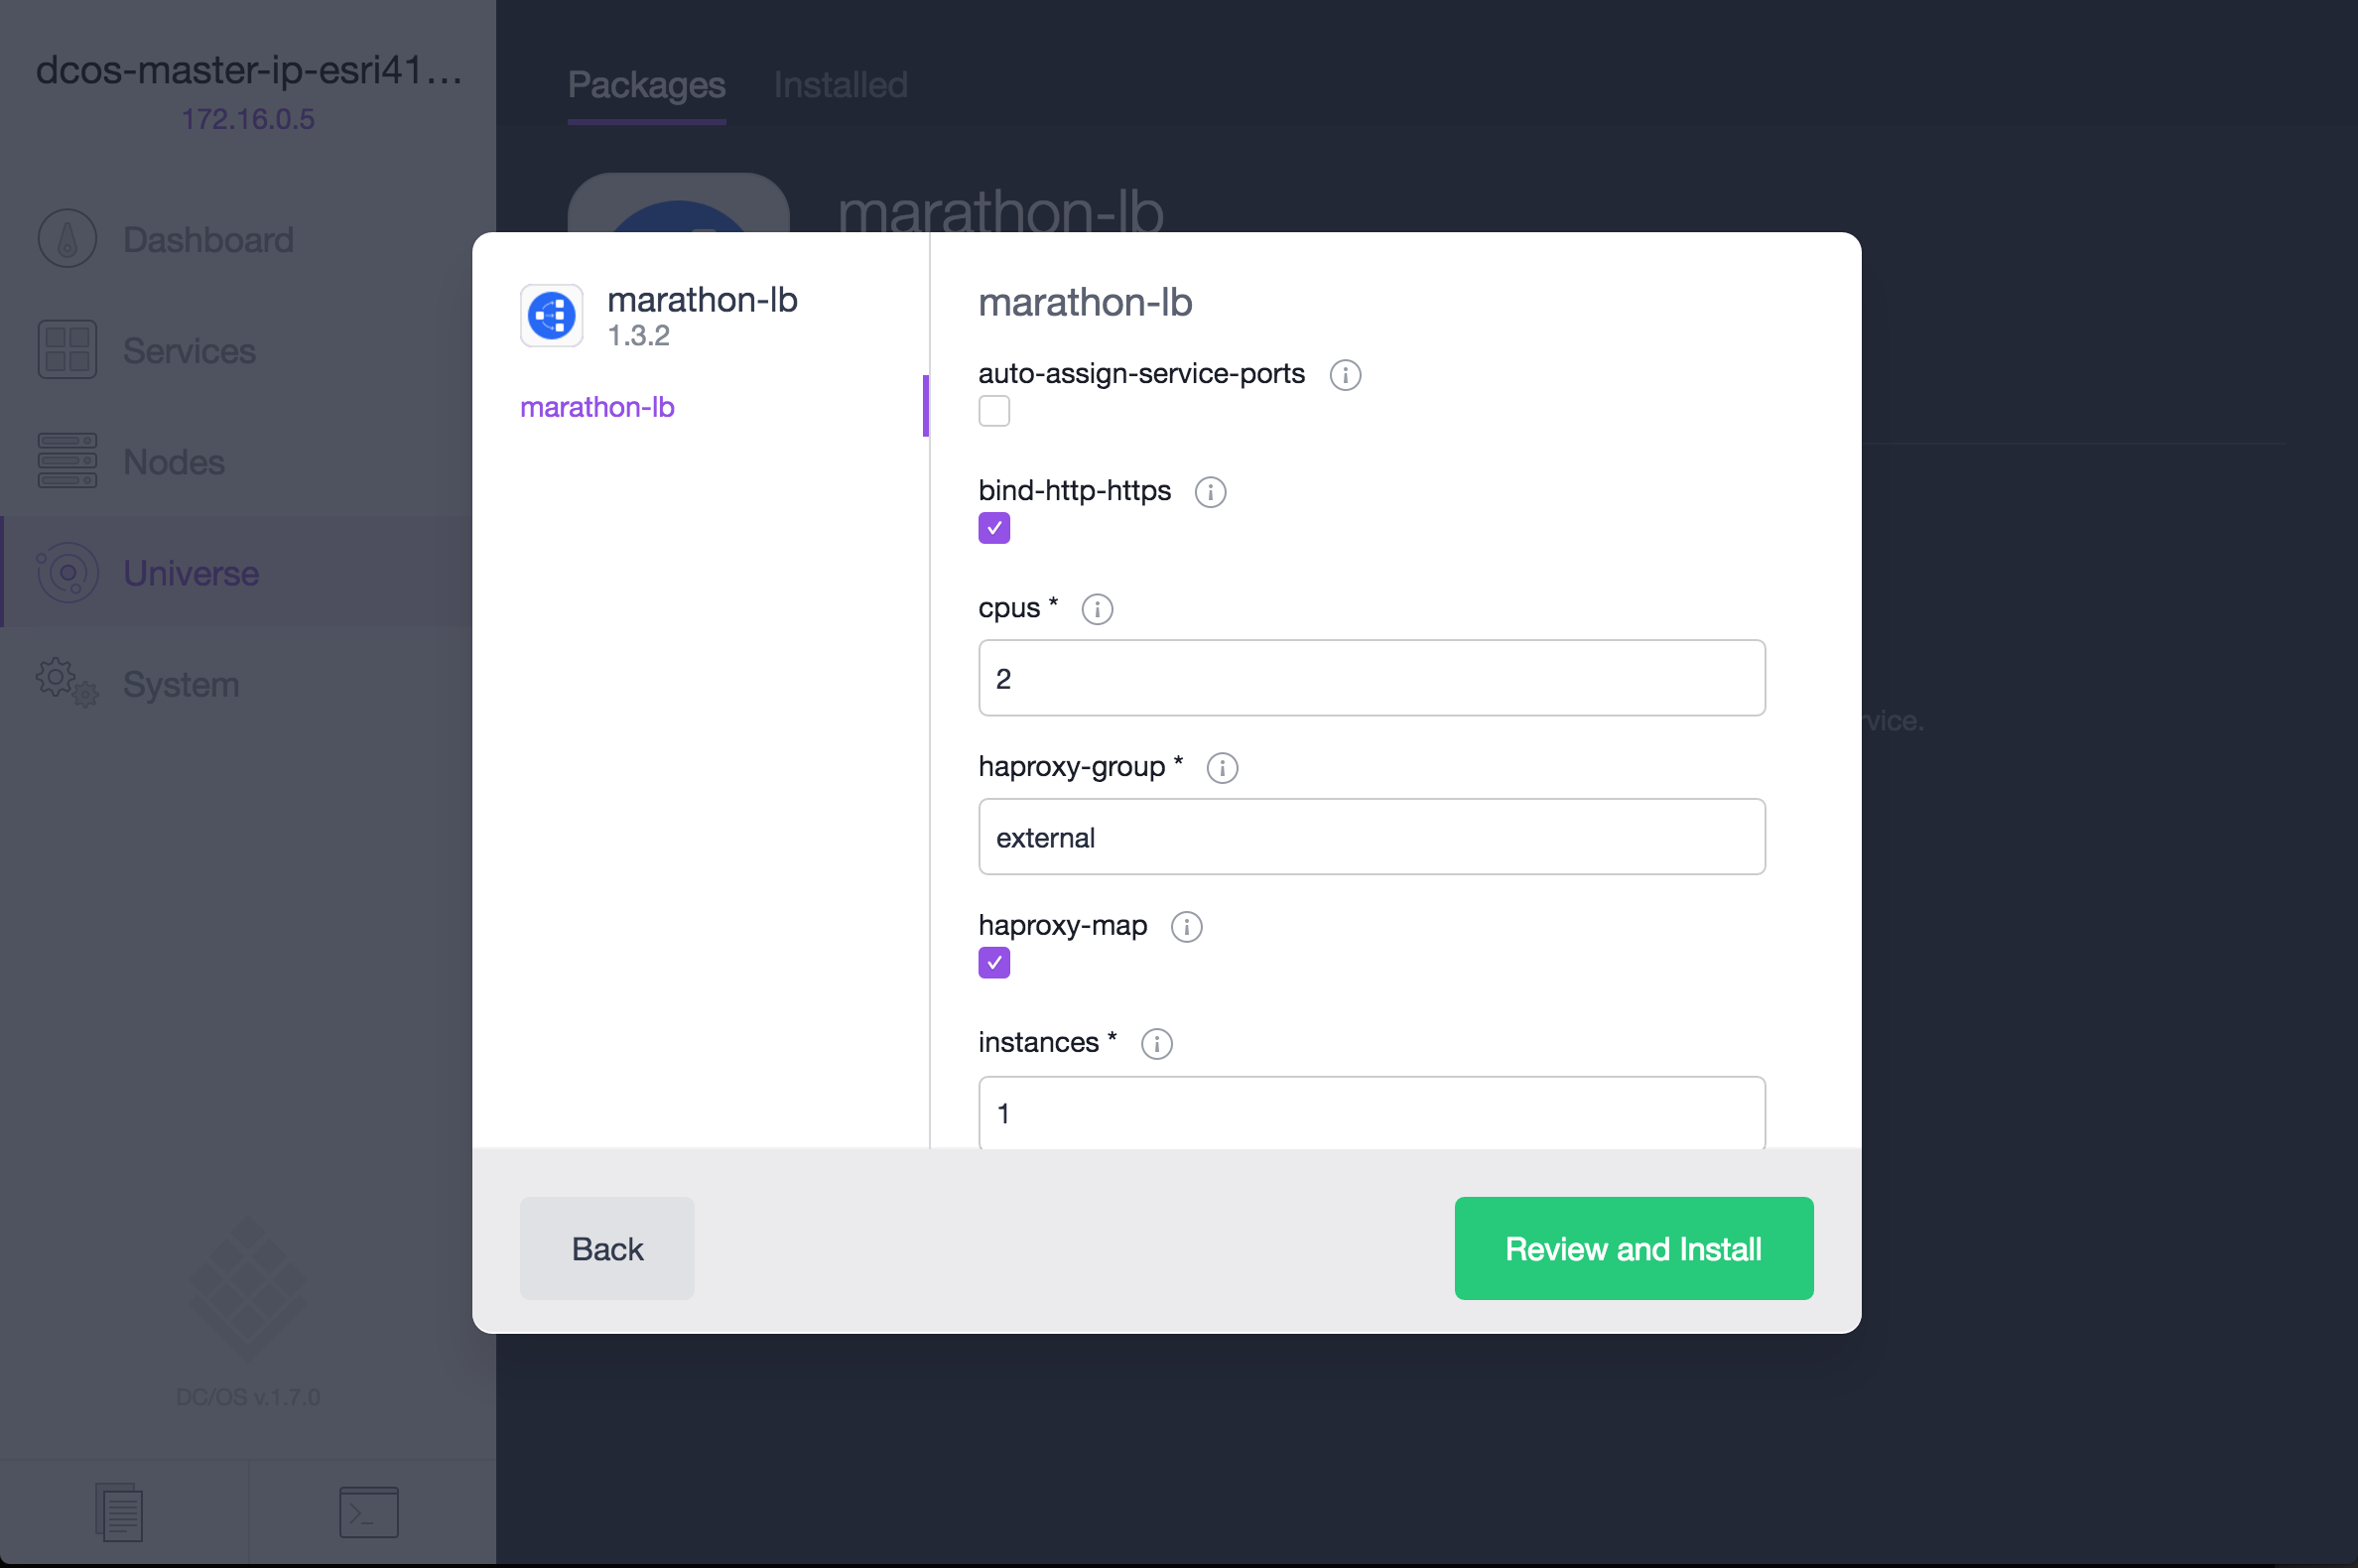 dcos-master-ip-esri41...
172.16.0.5
Dashboard
Services
Nodes
Universe
System
DC/OS v.1.7.0
Packages
Installed
marathon-lb
marathon-lb
1.3.2
marathon-lb
marathon-lb
auto-assign-service-ports
bind-http-https
cpus *
2
haproxy-group *
external
haproxy-map
instances *
1
Back
Review and Install